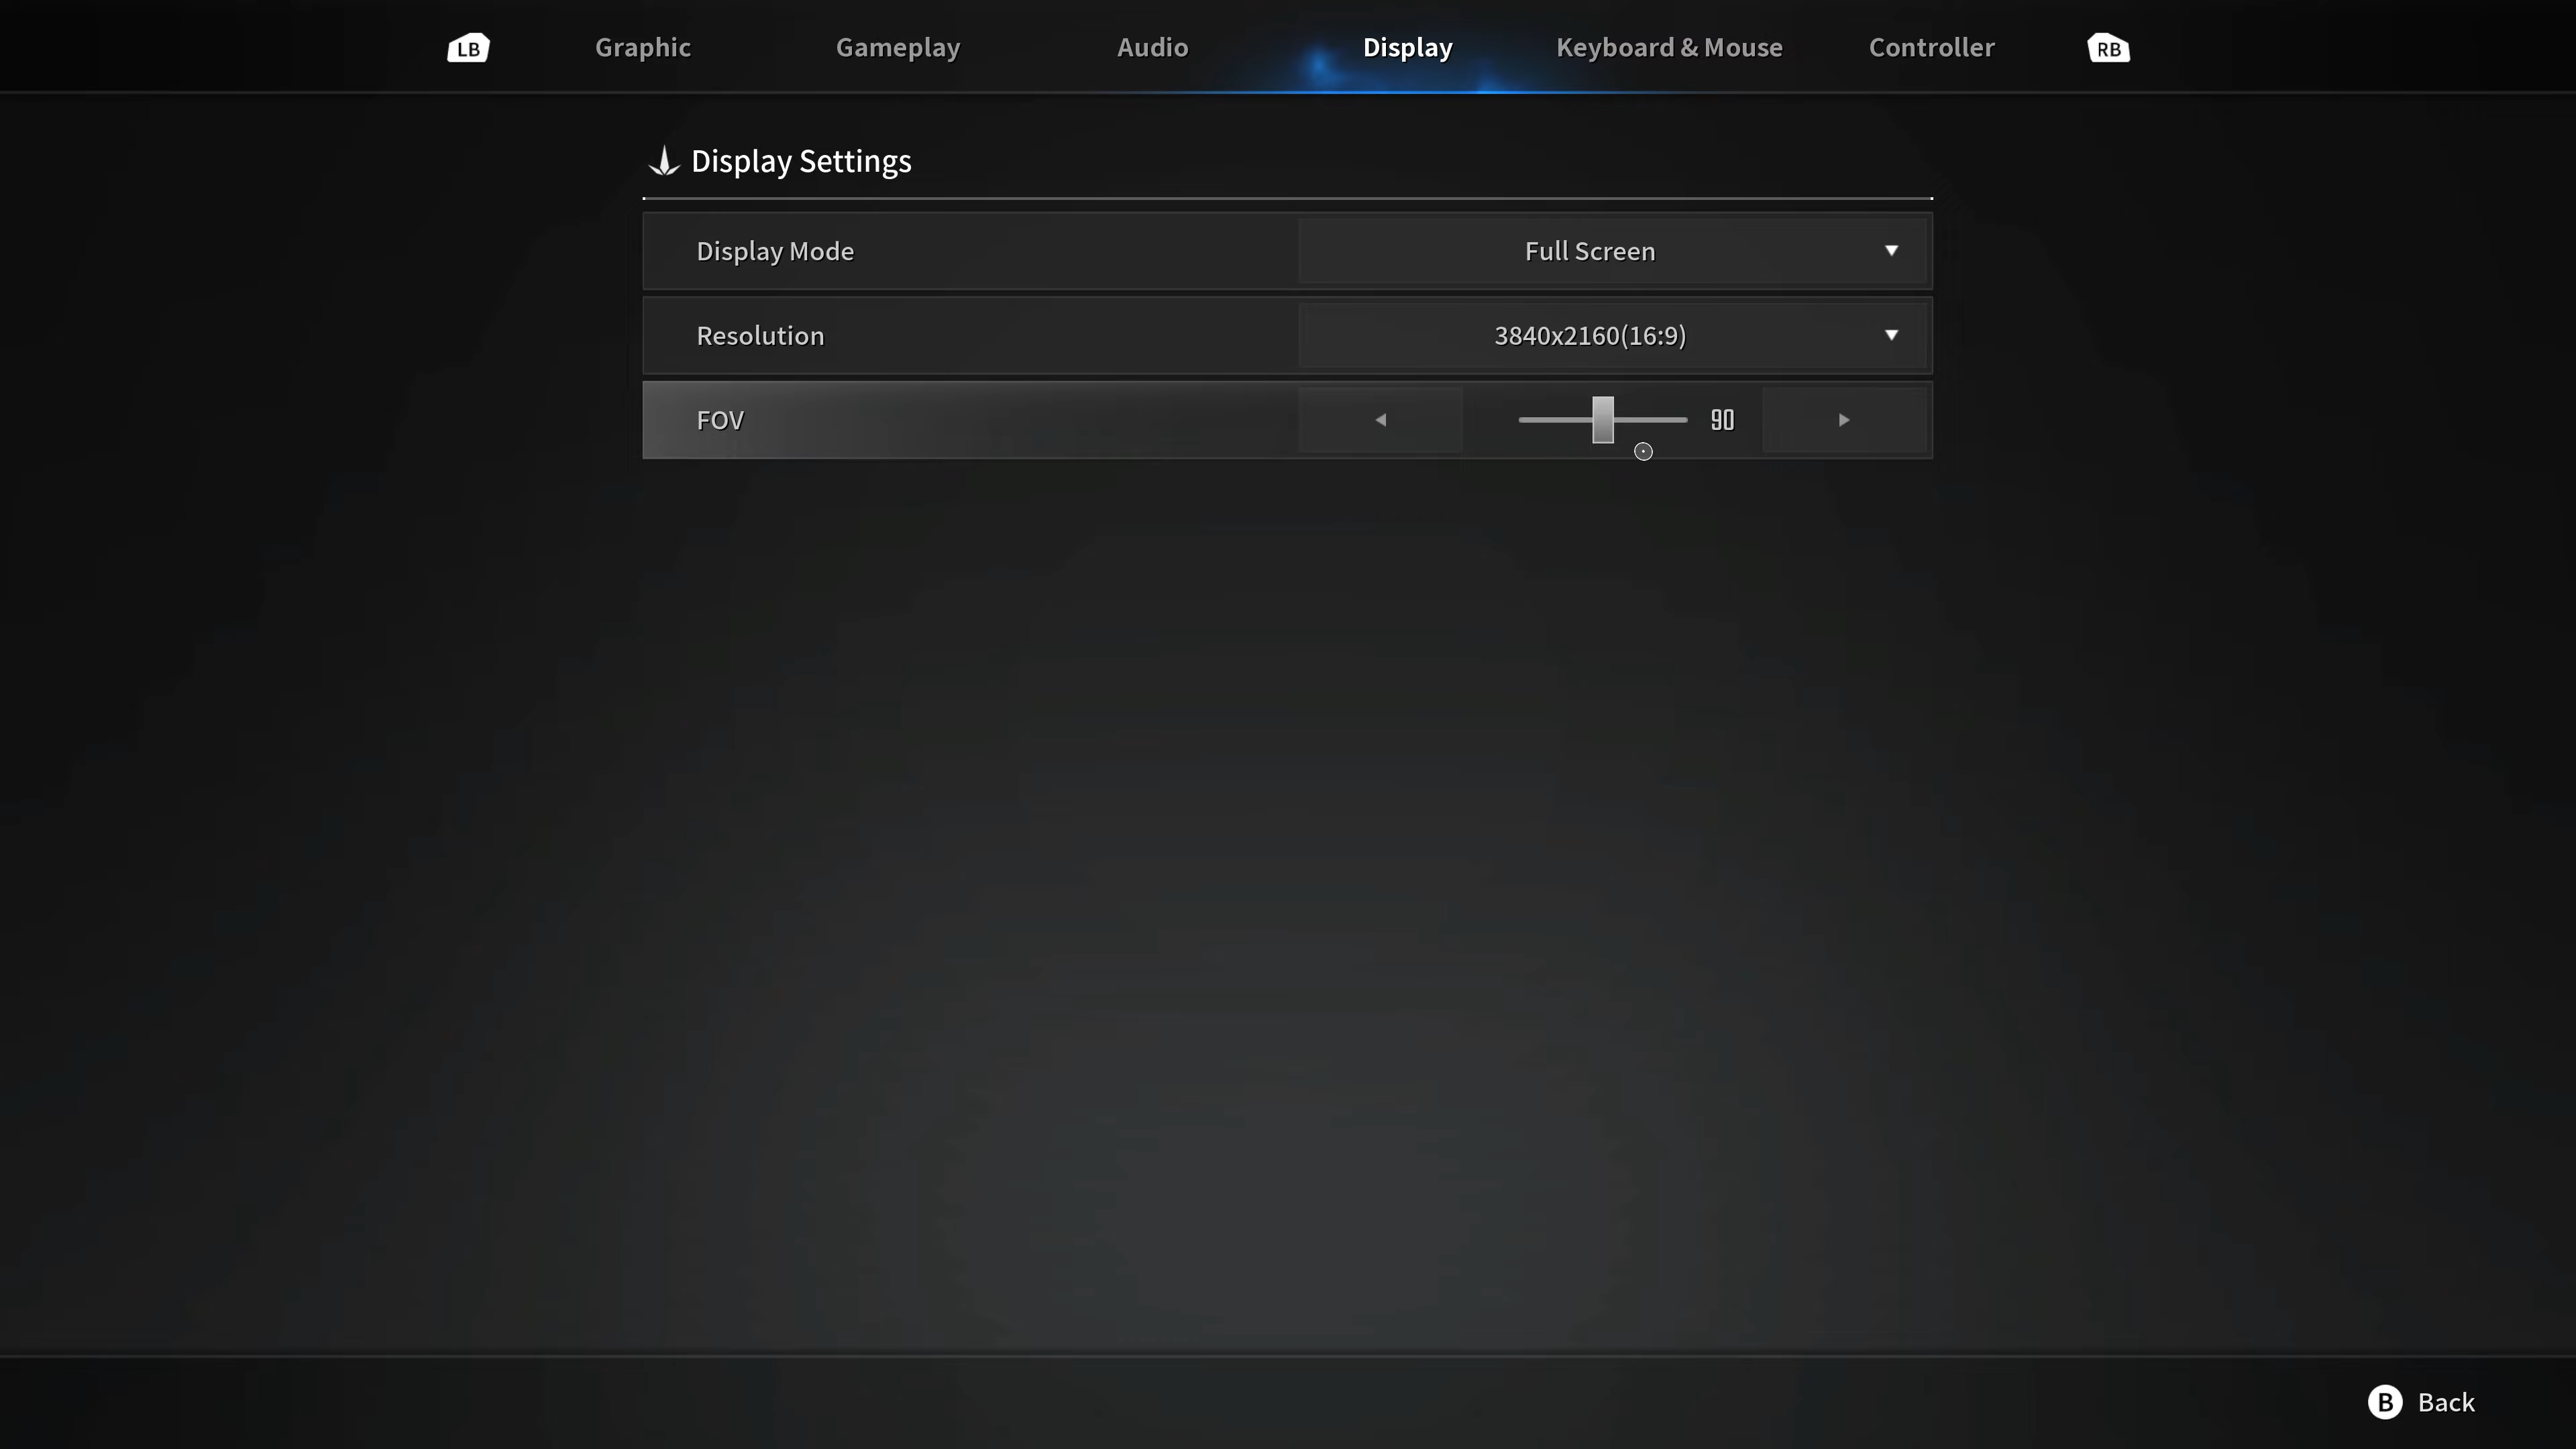 LB
Graphic
Gameplay
Audio
Display
Keyboard & Mouse
Controller
RB
Display Settings
Display Mode
Full Screen
Resolution
3840x2160(16:9)
FOV
90
B Back